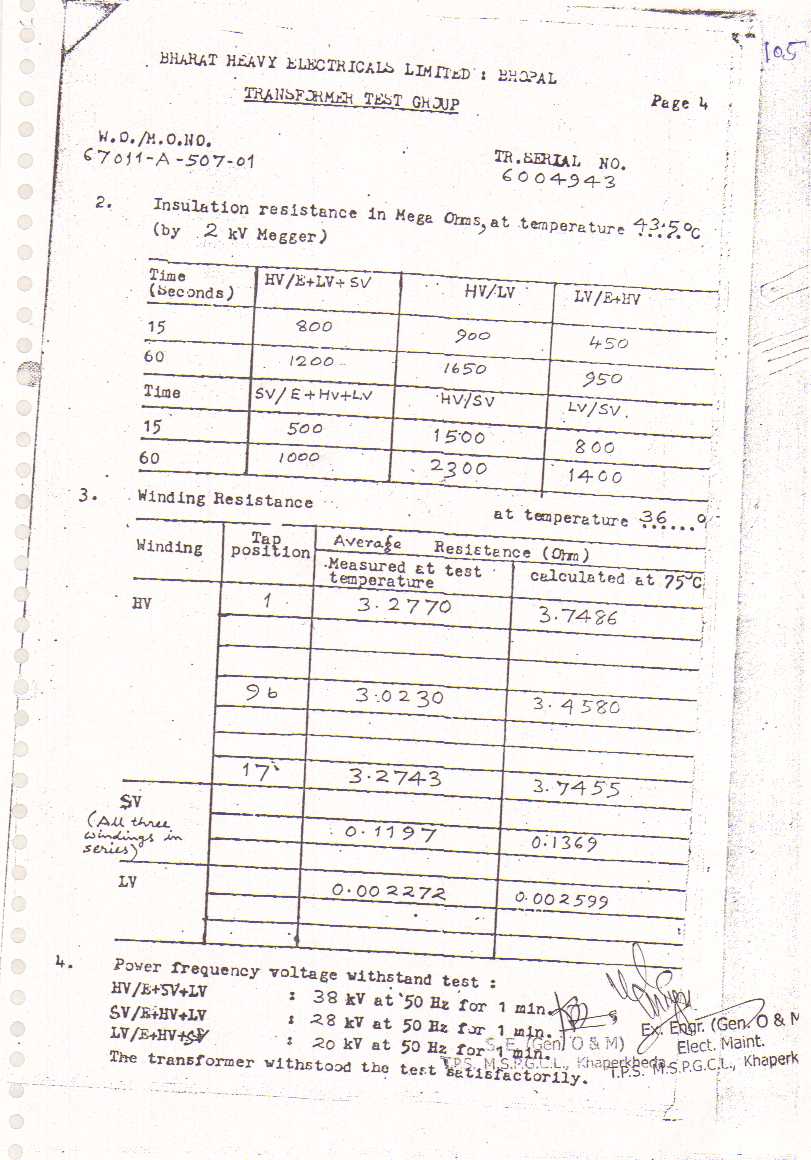 105
BHARAT HEAVY ELECTRICALS LIMITED : BHOPAL
TRANSFORMER TEST GROUP
Page 4
W.O./M.O.NO.
67011-A-507-01
TR.SERIAL NO.
6004943
2. Insulation resistance in Mega Ohms, at temperature 43.5°C
(by 2 kV Megger)
Time (Seconds) HV/E+LV+SV HV/LV LV/E+HV
15 800 900 450
60 1200 1650 950
Time SV/E+HV+LV HV/SV LV/SV.
15 500 1500 800
60 1000 2300 1400
3. Winding Resistance at temperature 36......°
Winding Tap position Average Resistance (Ohm)
Measured at test temperature calculated at 75°C
HV 1 3.2770 3.7486
9b 3.0230 3.4580
17 3.2743 3.7455
SV
(All three windings in series) 0.1197 0.1369
LV 0.002272 0.002599
4. Power frequency voltage withstand test :
HV/E+SV+LV : 38 kV at 50 Hz for 1 min.
SV/E+HV+LV : 28 kV at 50 Hz for 1 min.
LV/E+HV+SV : 20 kV at 50 Hz for 1 min.
The transformer withstood the test satisfactorily.
S. E. (Gen. O & M)
T.P.S. M.S.P.G.C.L., Khaperkheda
Ex. Engr. (Gen. O & M
Elect. Maint.
T.P.S. M.S.P.G.C.L., Khaperk